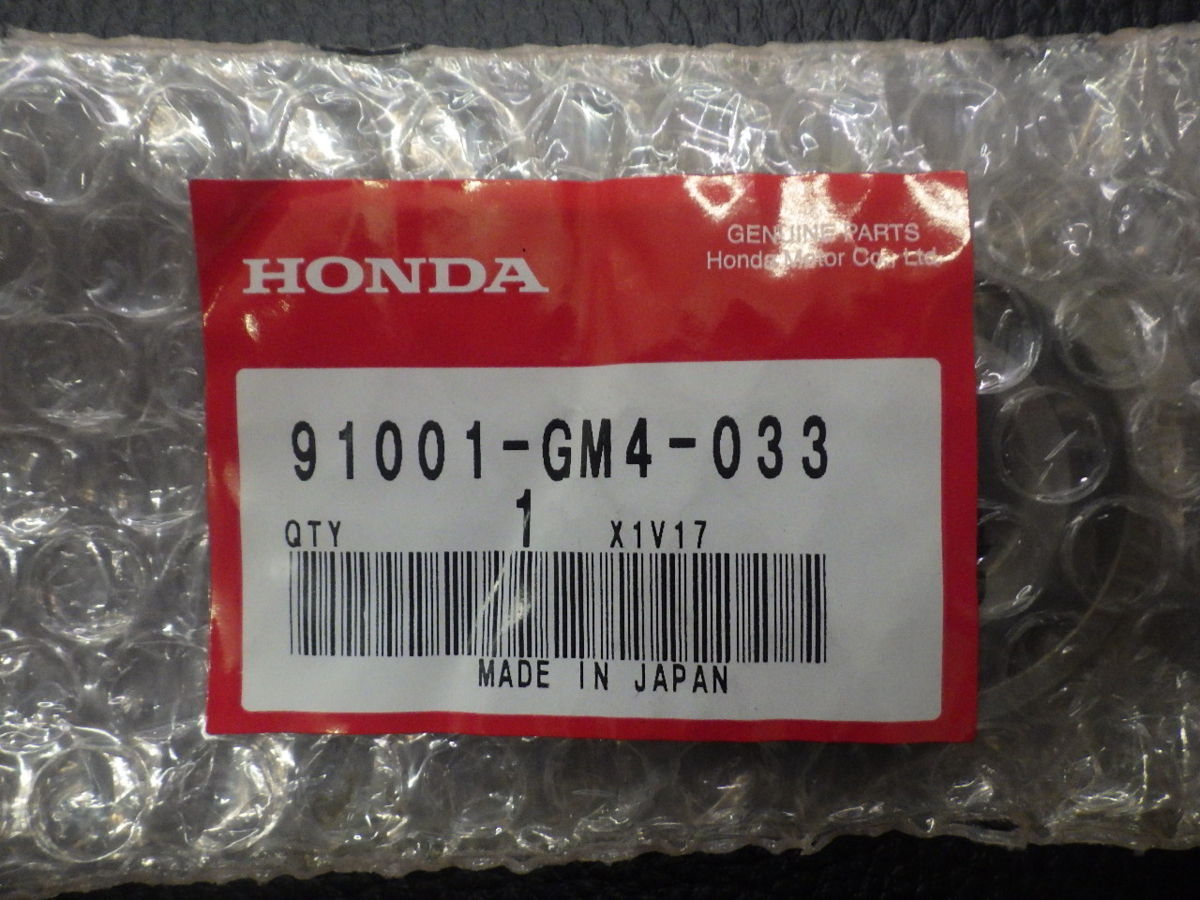 HONDA
GENUINE PARTS
Honda Motor Co., Ltd.
91001-GM4-033
QTY 1 X1V17
MADE IN JAPAN